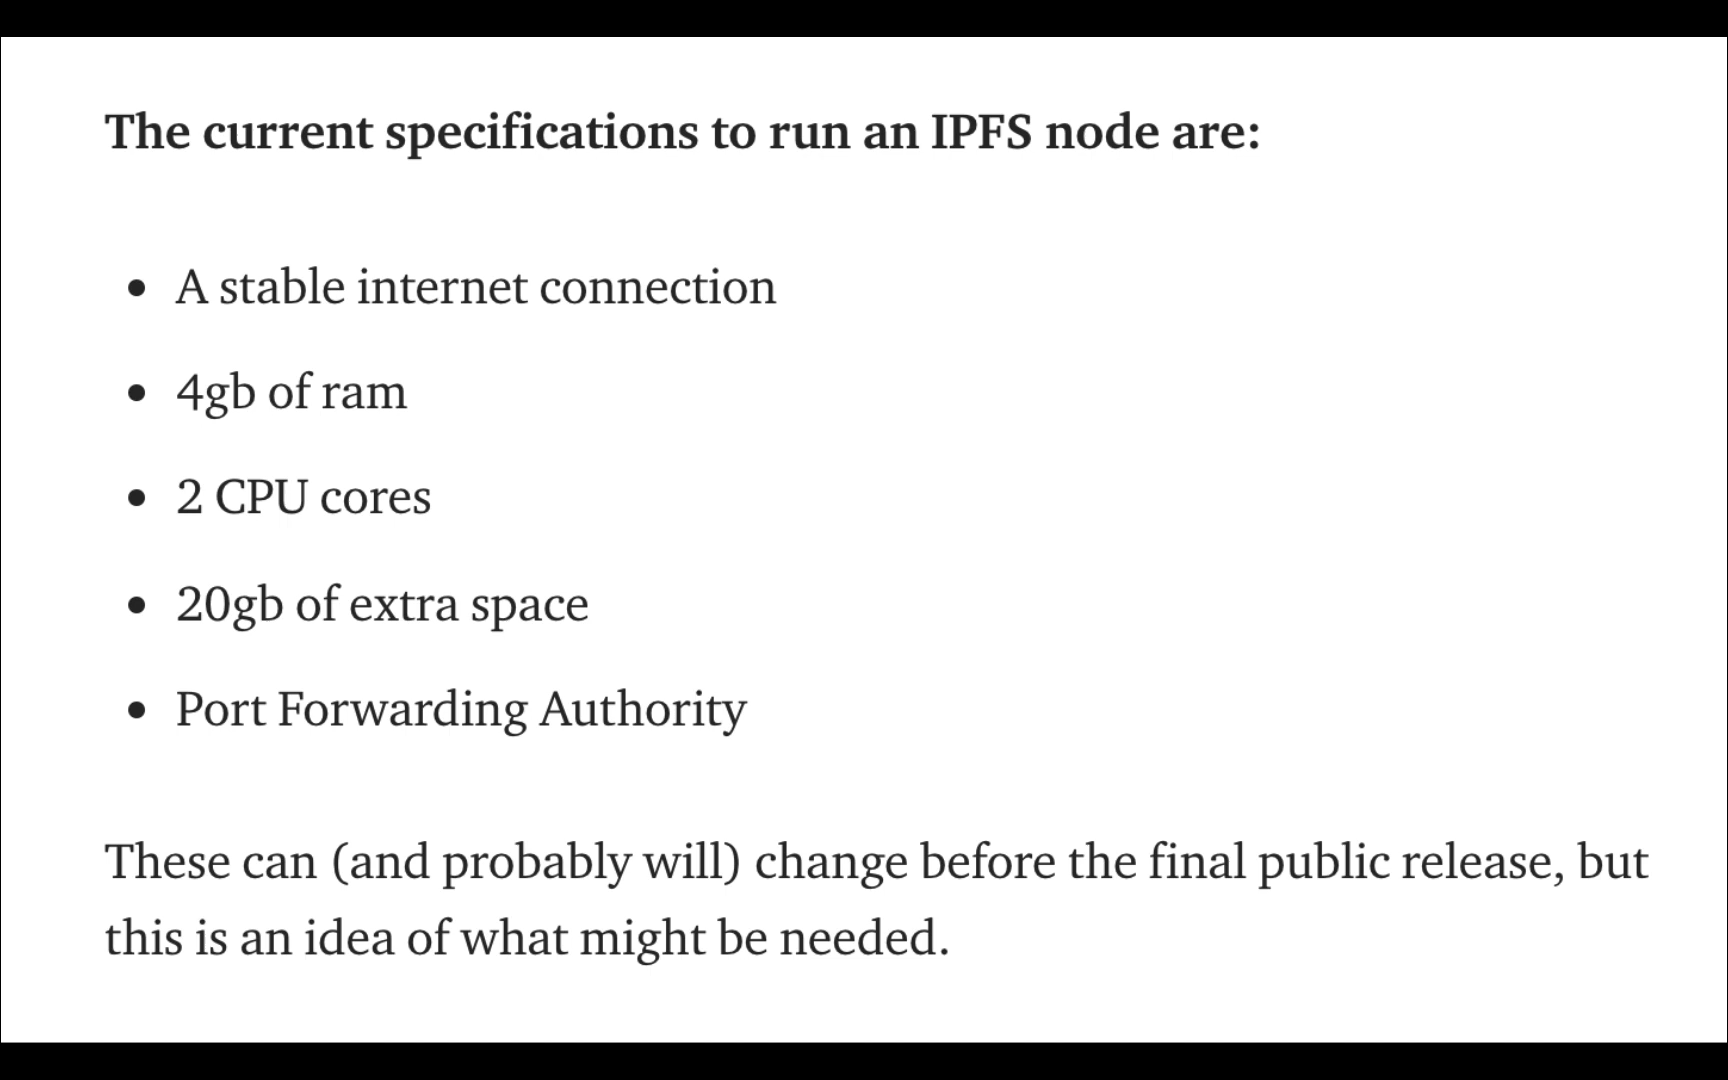 The current specifications to run an IPFS node are:
• A stable internet connection
• 4gb of ram
• 2 CPU cores
• 20gb of extra space
• Port Forwarding Authority
These can (and probably will) change before the final public release, but
this is an idea of what might be needed.